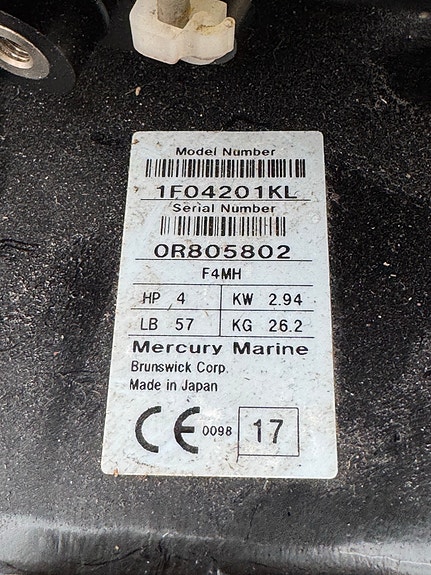 Model Number
1F04201KL
Serial Number
0R805802
F4MH
HP 4 KW 2.94
LB 57 KG 26.2
Mercury Marine
Brunswick Corp.
Made in Japan
CE 0098 17